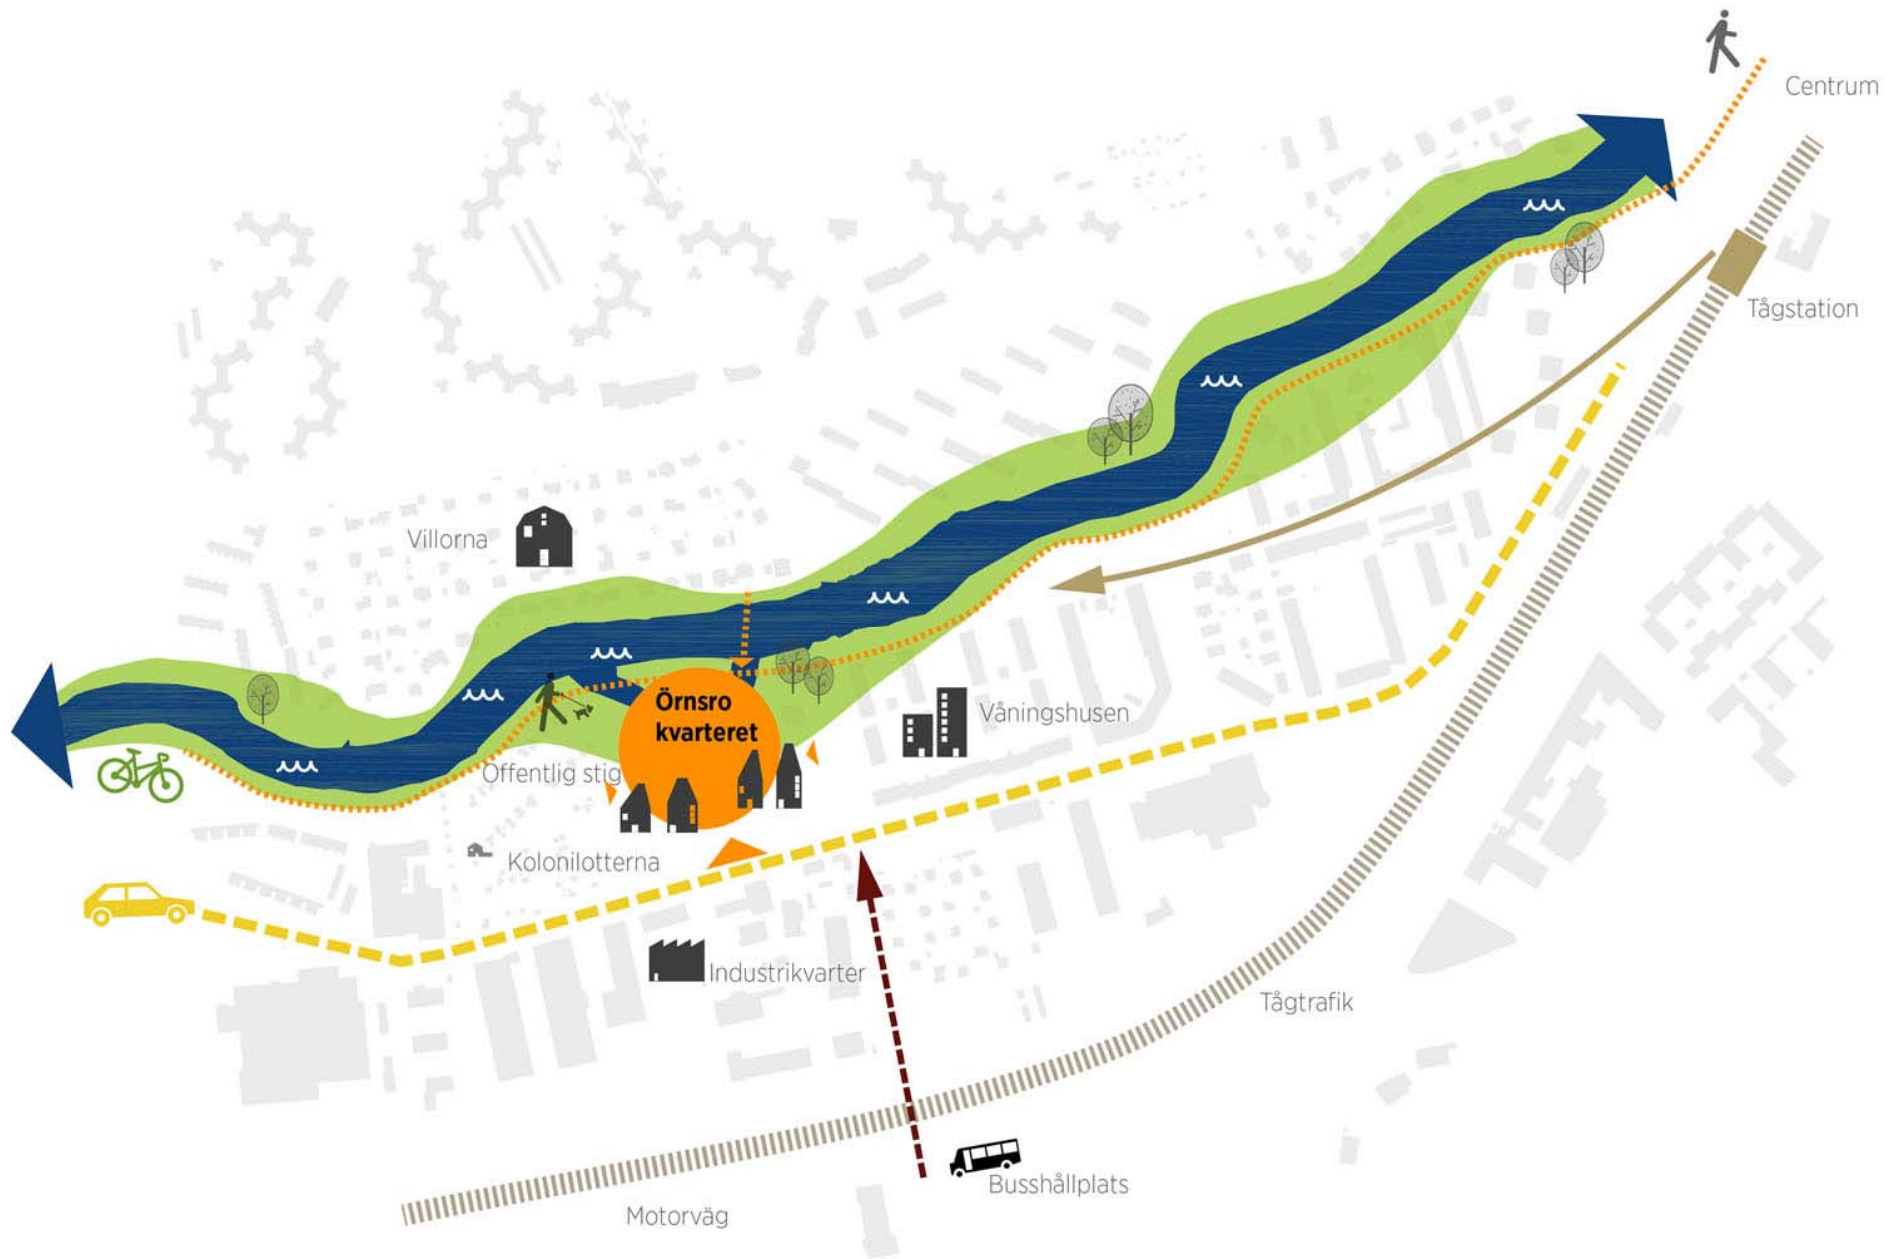 Centrum
Tågstation
Villorna
Örnsro
kvarteret
Våningshusen
Offentlig stig
Kolonilotterna
Industrikvarter
Tågtrafik
Busshållplats
Motorväg